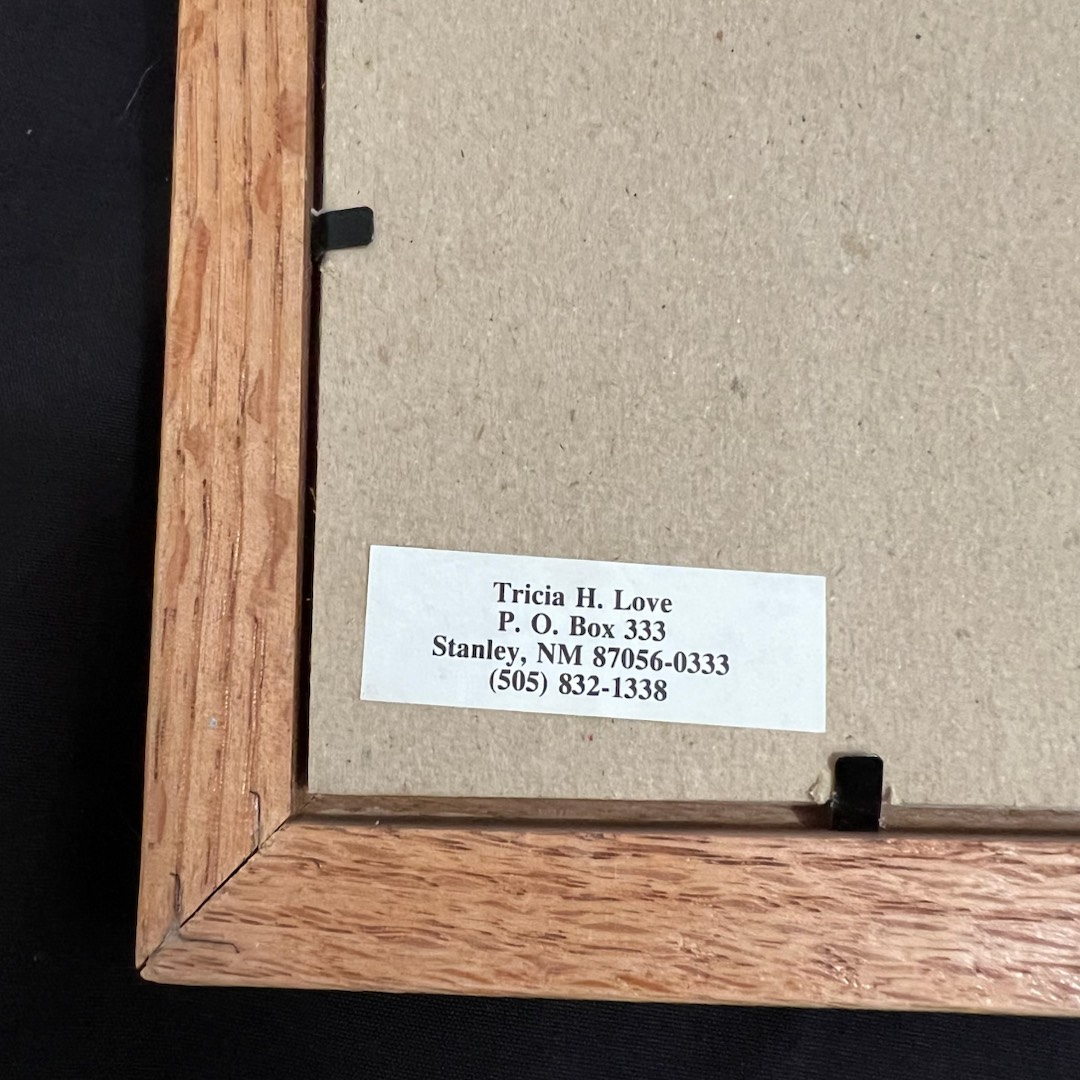 Tricia H. Love
P. O. Box 333
Stanley, NM 87056-0333
(505) 832-1338